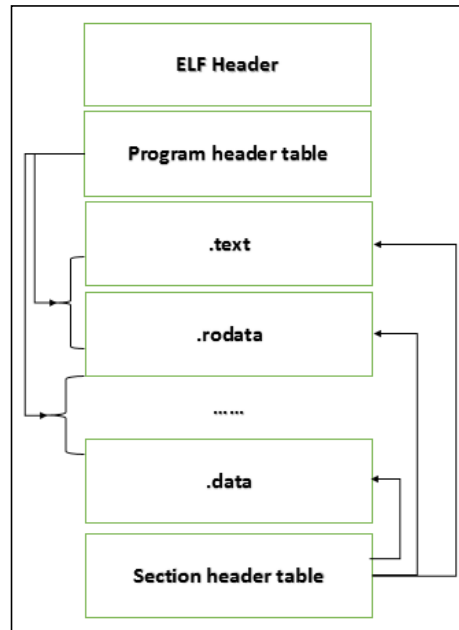 ELF Header
Program header table
.text
.rodata
......
.data
Section header table